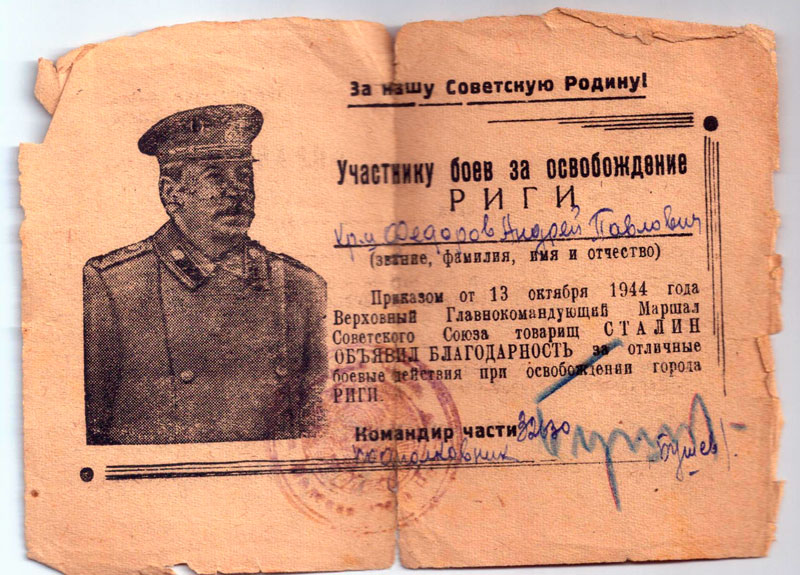 За нашу Советскую Родину!
Участнику боев за освобождение
РИГИ
Федоров Андрей Павлович
(звание, фамилия, имя и отчество)
Приказом от 13 октября 1944 года
Верховный Главнокомандующий Маршал
Советского Союза товарищ СТАЛИН
ОБЪЯВИЛ БЛАГОДАРНОСТЬ за отличные
боевые действия при освобождении города
РИГИ.
Командир части
подполковник